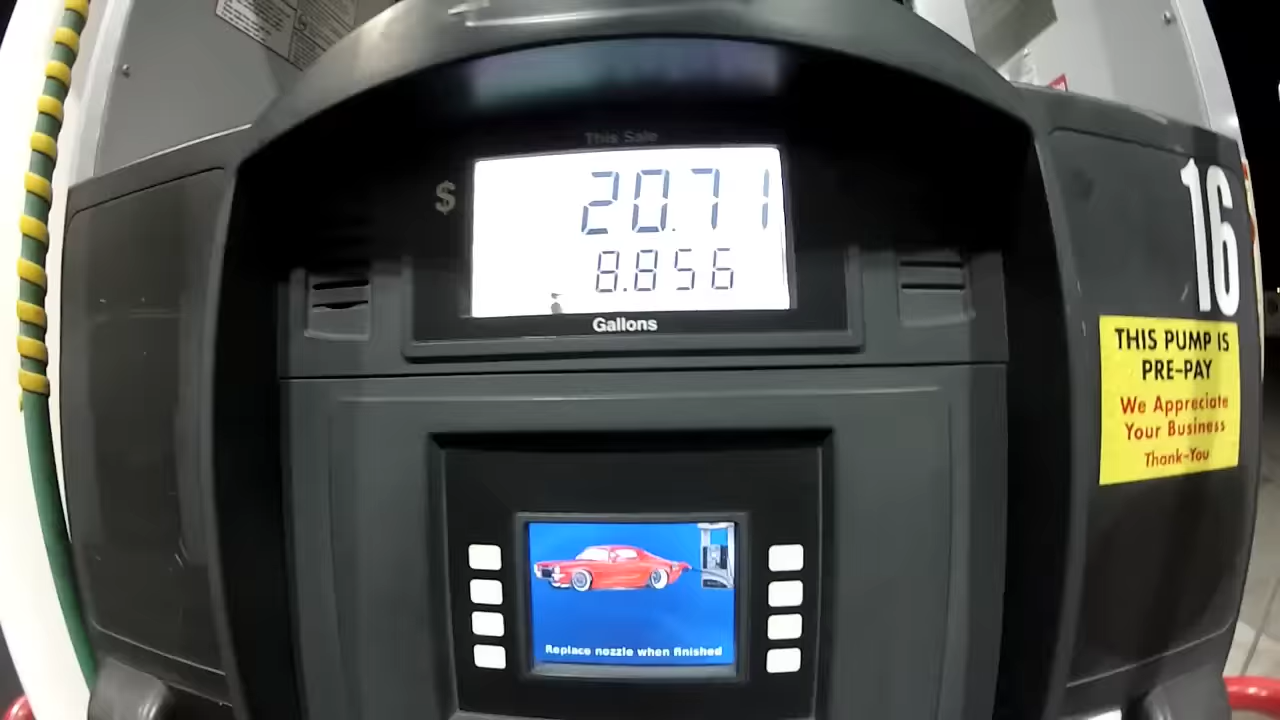 This Sale
$ 20.71
8.856
Gallons
16
THIS PUMP IS
PRE-PAY
We Appreciate
Your Business
Thank-You
Replace nozzle when finished